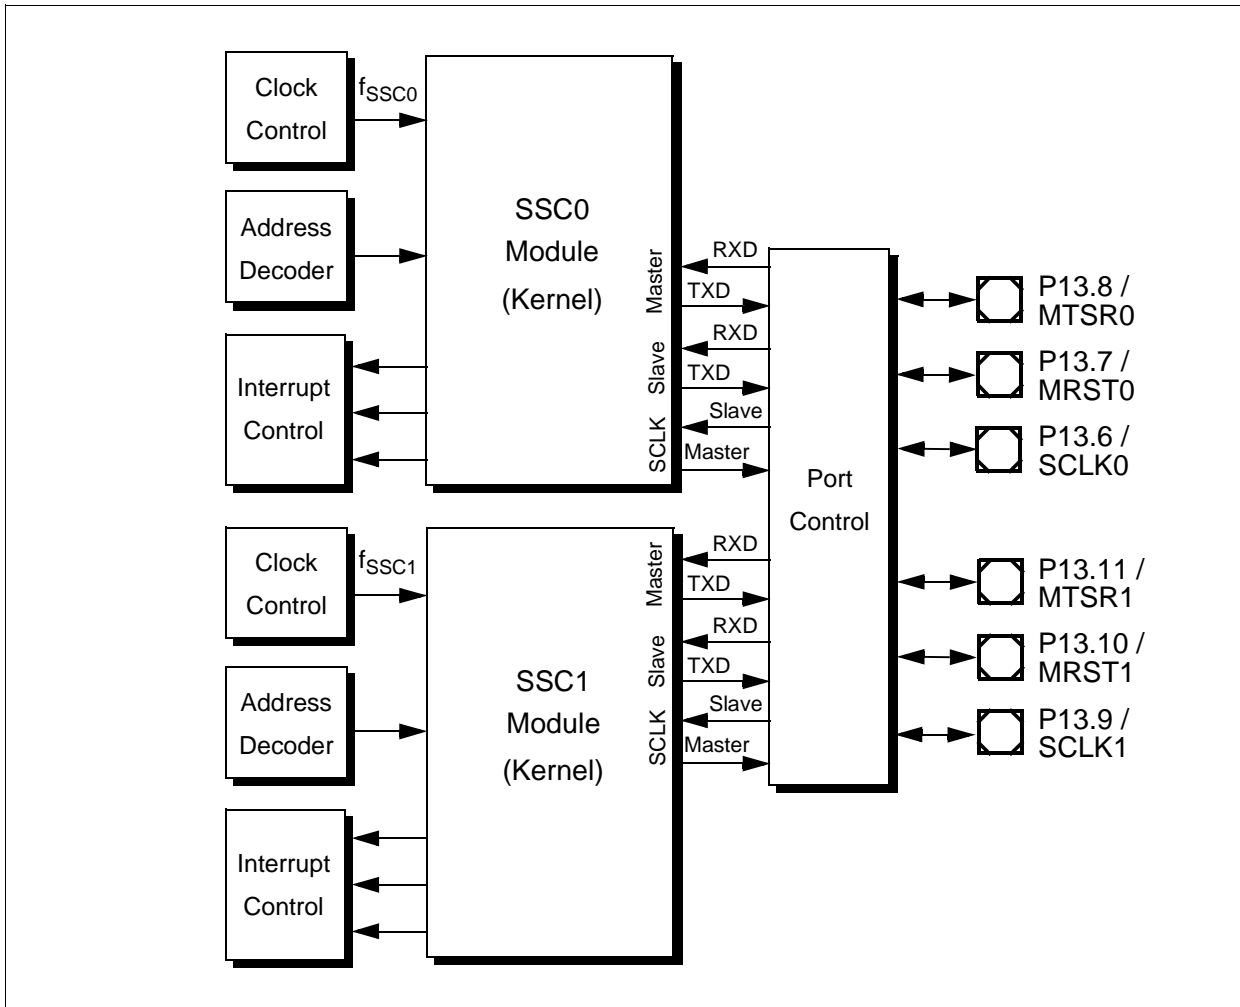 Clock
Control
fSSC0
Address
Decoder
Interrupt
Control
SSC0
Module
(Kernel)
Master
Slave
SCLK
RXD
TXD
RXD
TXD
Slave
Master
Clock
Control
fSSC1
Address
Decoder
Interrupt
Control
SSC1
Module
(Kernel)
Master
Slave
SCLK
RXD
TXD
RXD
TXD
Slave
Master
Port
Control
P13.8 /
MTSR0
P13.7 /
MRST0
P13.6 /
SCLK0
P13.11 /
MTSR1
P13.10 /
MRST1
P13.9 /
SCLK1